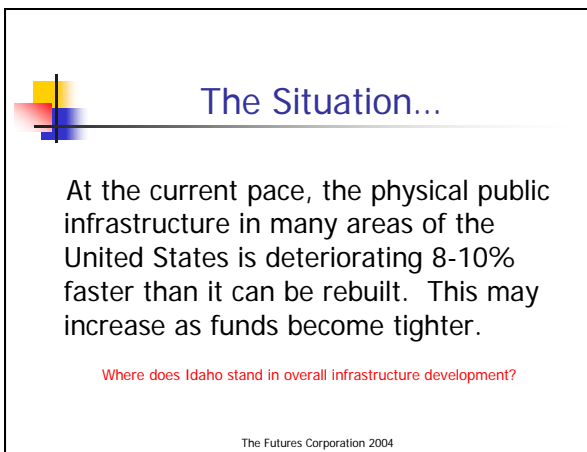 The Situation...
At the current pace, the physical public
infrastructure in many areas of the
United States is deteriorating 8-10%
faster than it can be rebuilt.  This may
increase as funds become tighter.
Where does Idaho stand in overall infrastructure development?
The Futures Corporation 2004